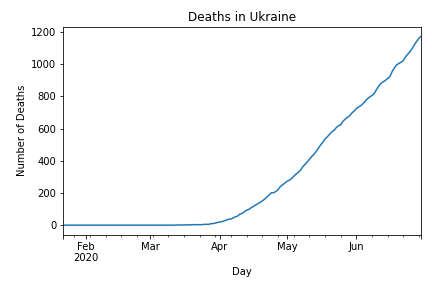 Deaths in Ukraine
1200
1000
800
600
400
200
0
Number of Deaths
Feb
2020
Mar
Apr
May
Jun
Day